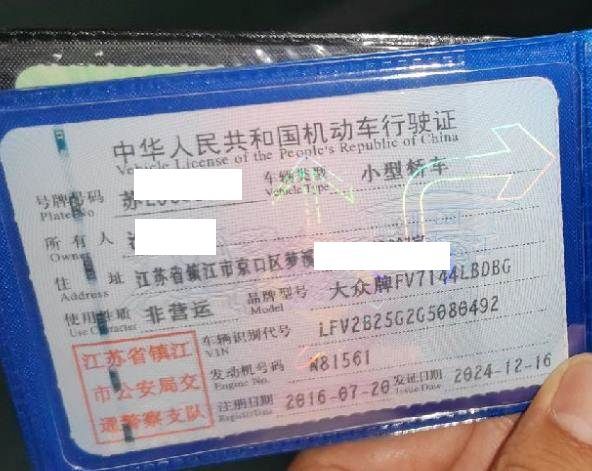 中华人民共和国机动车行驶证
Vehicle License of the People's Republic of China
号牌号码 苏 车辆类型 小型轿车
Plate No Vehicle Type
所有人
Owner
住址 江苏省镇江市京口区梦溪
Address
使用性质 非营运 品牌型号 大众牌FV7144LBDBG
Use Character Model
江苏省镇江
市公安局交
通警察支队
车辆识别代号 LFV2B25G2G5080492
VIN
发动机号码 W81561
Engine No.
注册日期 2016-07-20 发证日期 2024-12-16
Register Date Issue Date